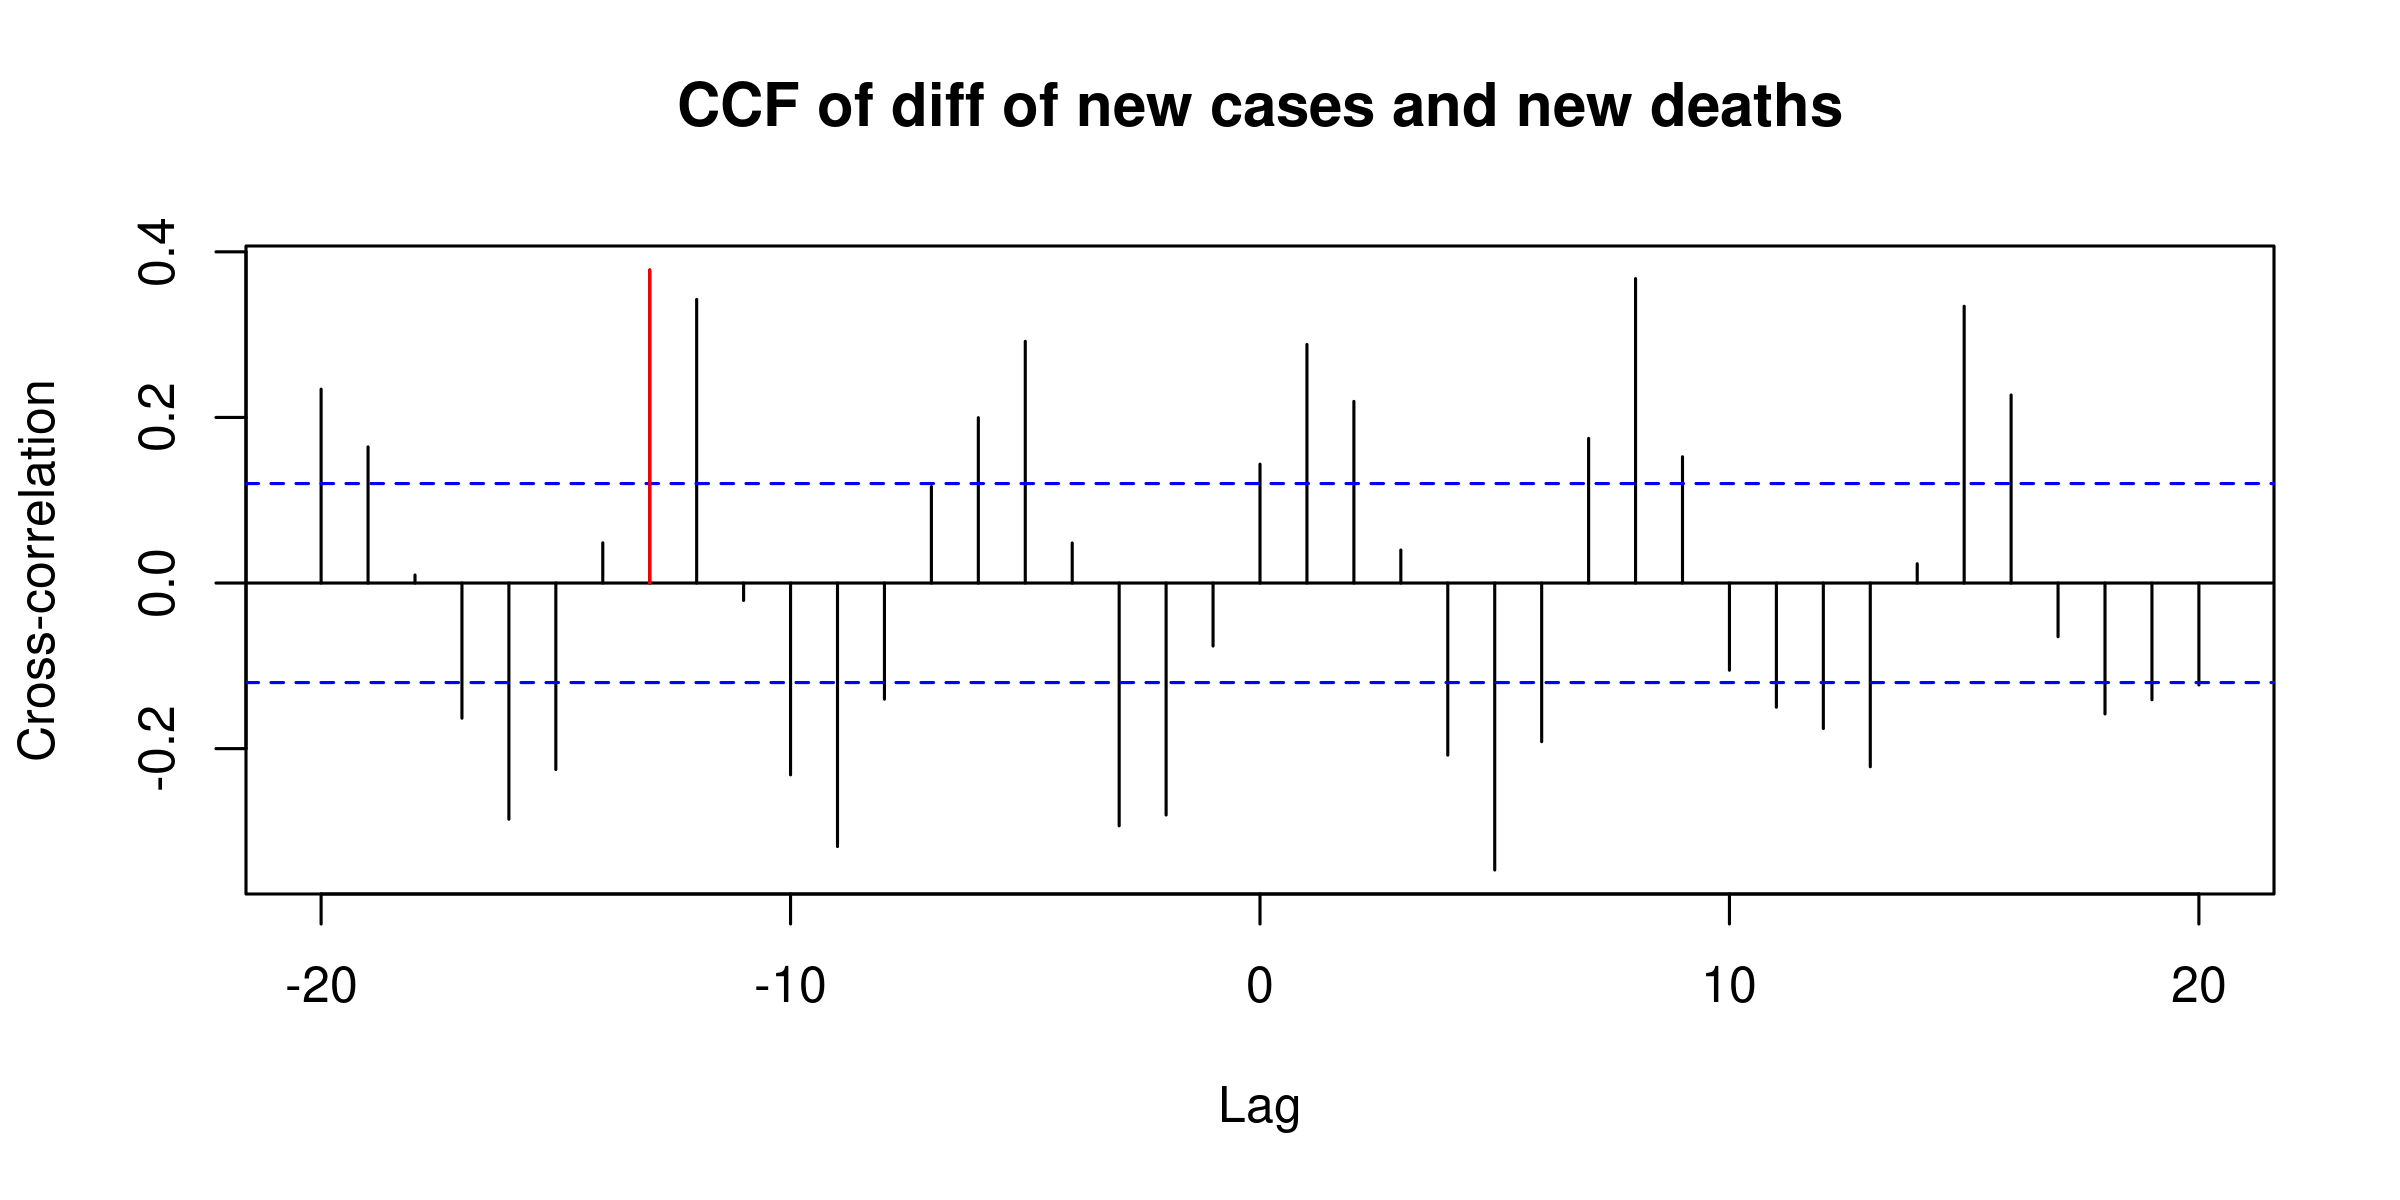 CCF of diff of new cases and new deaths
Cross-correlation
0.4
0.2
0.0
-0.2
-20 -10 0 10 20
Lag